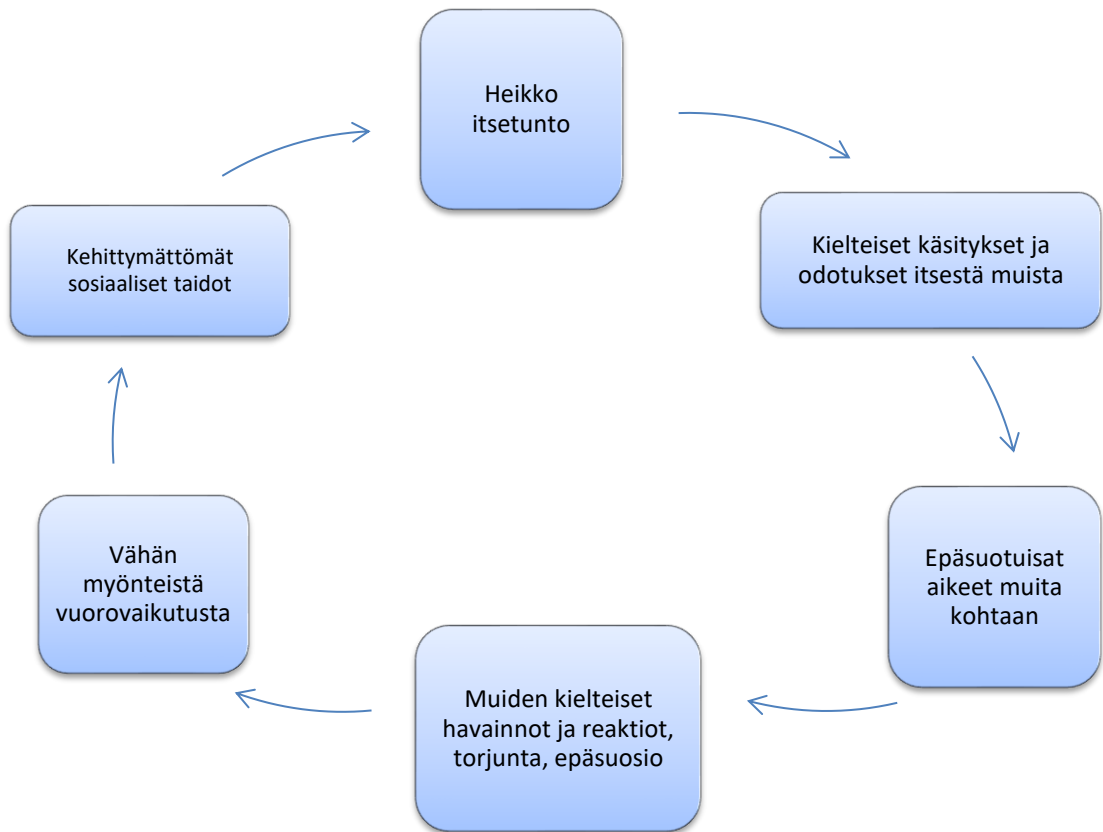 Heikko
itsetunto
Kielteiset käsitykset ja
odotukset itsestä muista
Epäsuotuisat
aikeet muita
kohtaan
Muiden kielteiset
havainnot ja reaktiot,
torjunta, epäsuosio
Vähän
myönteistä
vuorovaikutusta
Kehittymättömät
sosiaaliset taidot